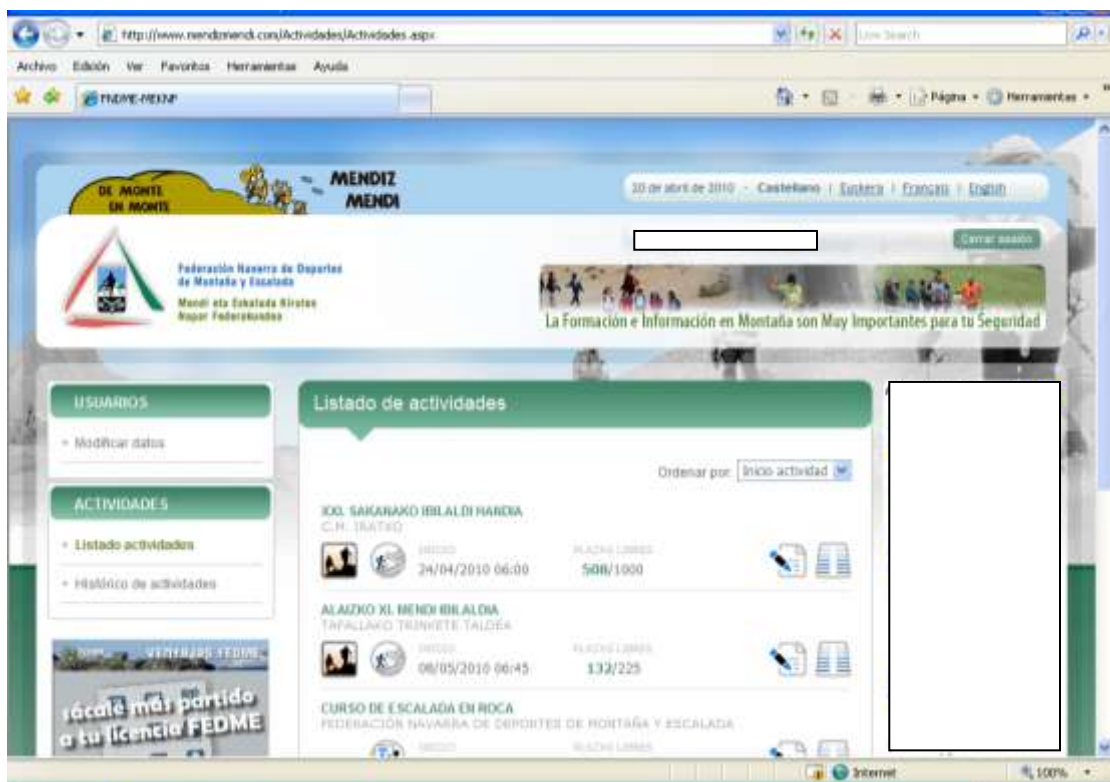 http://www.mendizmendi.com/Actividades/Actividades.aspx
Live Search
Archivo Edición Ver Favoritos Herramientas Ayuda
FNDME-MEKNF
Página Herramientas
DE MONTE
EN MONTE
MENDIZ
MENDI
20 de abril de 2010 - Castellano | Euskera | Français | English
Cerrar sesión
Federación Navarra de Deportes
de Montaña y Escalada
Mendi eta Eskalada Kirolen
Nafar Federakundea
La Formación e Información en Montaña son Muy Importantes para tu Seguridad
USUARIOS
Modificar datos
ACTIVIDADES
Listado actividades
Histórico de actividades
VENTAJAS FEDME
sácale más partido
a tu licencia FEDME
Listado de actividades
Ordenar por: Inicio actividad
XXI. SAKANAKO IBILALDI HANDIA
C.M. IRATXO
INICIO PLAZAS LIBRES
24/04/2010 06:00 508/1000
ALAIZKO XI. MENDI IBILALDIA
TAFALLAKO TRINKETE TALDEA
INICIO PLAZAS LIBRES
08/05/2010 06:45 132/225
CURSO DE ESCALADA EN ROCA
FEDERACIÓN NAVARRA DE DEPORTES DE MONTAÑA Y ESCALADA
INICIO PLAZAS LIBRES
Internet 100%